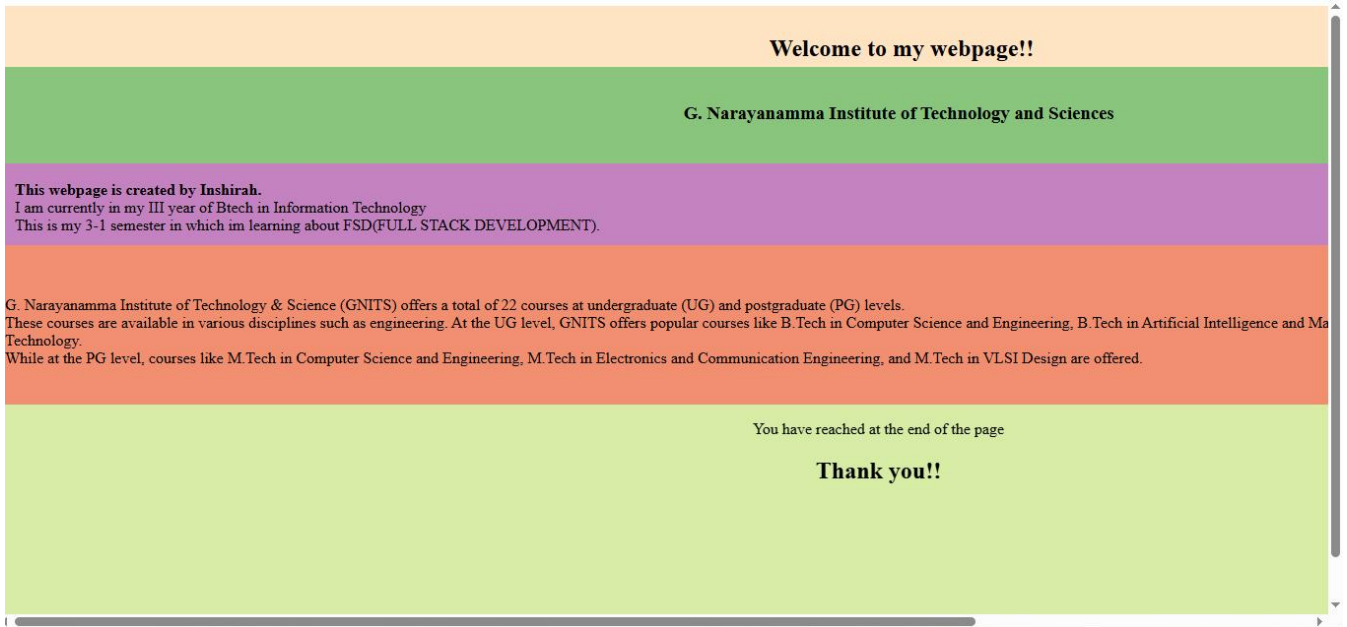 Welcome to my webpage!!
G. Narayanamma Institute of Technology and Sciences
This webpage is created by Inshirah.
I am currently in my III year of Btech in Information Technology
This is my 3-1 semester in which im learning about FSD(FULL STACK DEVELOPMENT).
G. Narayanamma Institute of Technology & Science (GNITS) offers a total of 22 courses at undergraduate (UG) and postgraduate (PG) levels.
These courses are available in various disciplines such as engineering. At the UG level, GNITS offers popular courses like B.Tech in Computer Science and Engineering, B.Tech in Artificial Intelligence and Ma
Technology.
While at the PG level, courses like M.Tech in Computer Science and Engineering, M.Tech in Electronics and Communication Engineering, and M.Tech in VLSI Design are offered.
You have reached at the end of the page
Thank you!!